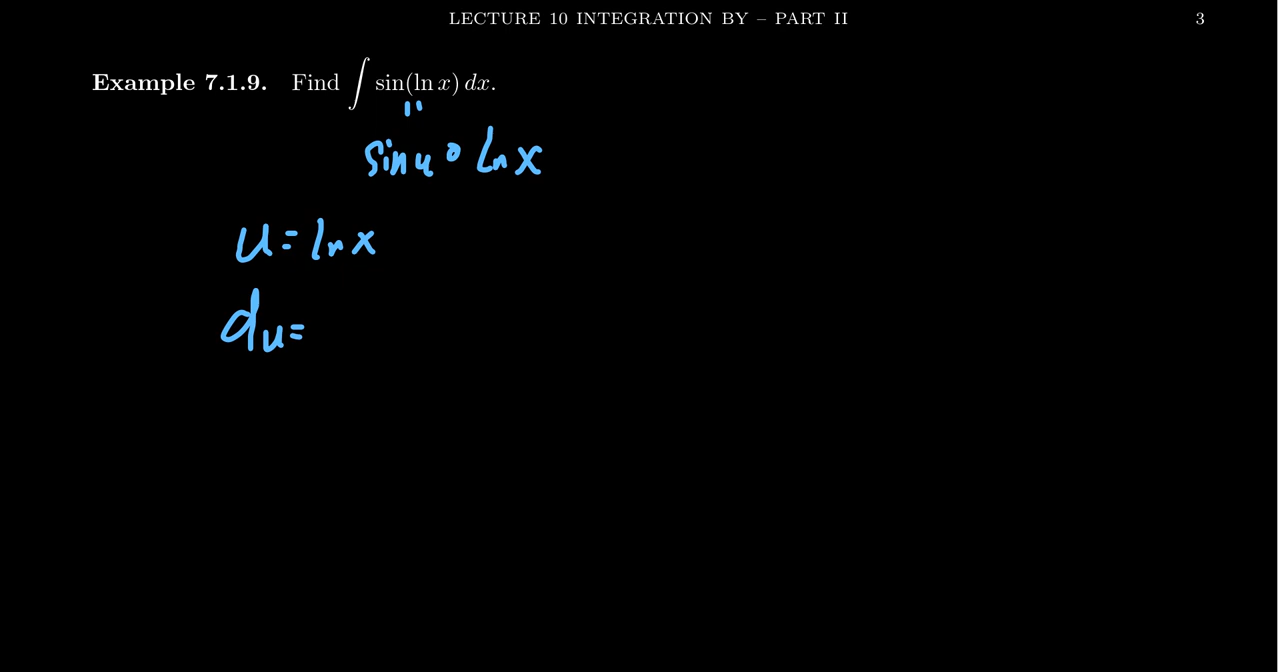 LECTURE 10 INTEGRATION BY – PART II 3
Example 7.1.9. Find ∫ sin(ln x) dx.
"
sin u ∘ ln x
u = ln x
du =